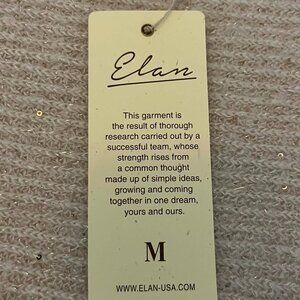 Elan
This garment is
the result of thorough
research carried out by a
successful team, whose
strength rises from
a common thought
made up of simple ideas,
growing and coming
together in one dream,
yours and ours.
M
WWW.ELAN-USA.COM